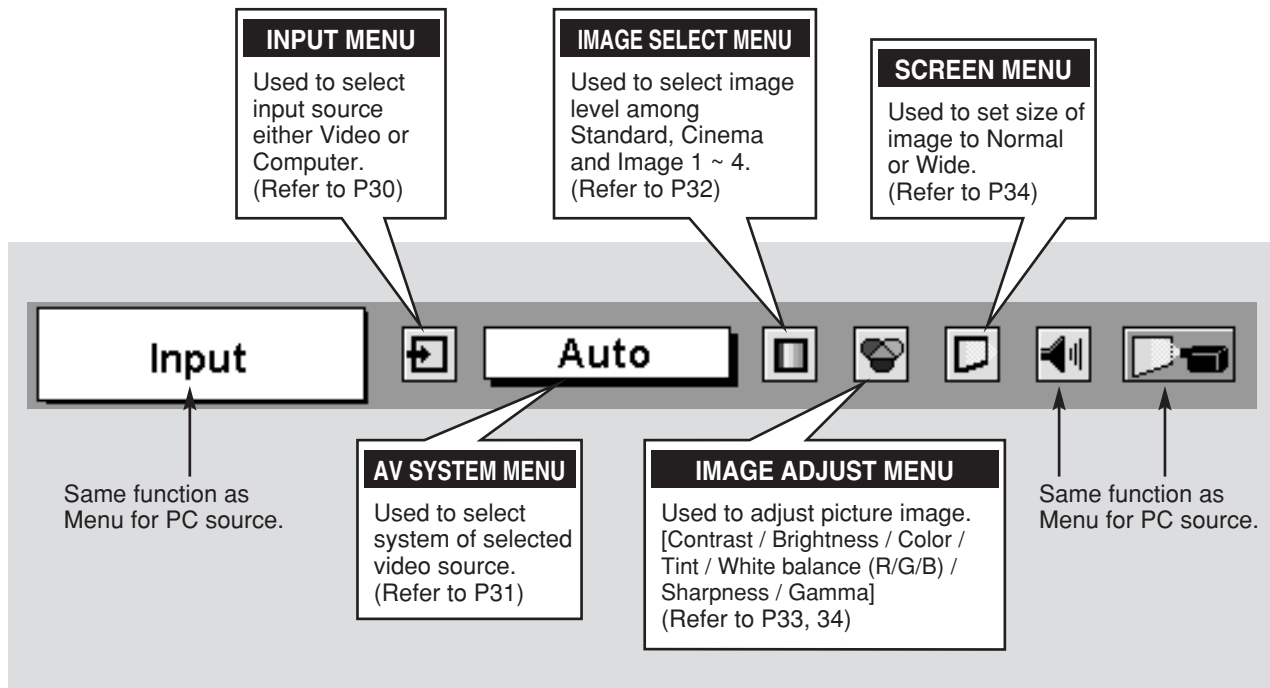 INPUT MENU
Used to select
input source
either Video or
Computer.
(Refer to P30)
IMAGE SELECT MENU
Used to select image
level among
Standard, Cinema
and Image 1 ~ 4.
(Refer to P32)
SCREEN MENU
Used to set size of
image to Normal
or Wide.
(Refer to P34)
Input
Auto
Same function as
Menu for PC source.
AV SYSTEM MENU
Used to select
system of selected
video source.
(Refer to P31)
IMAGE ADJUST MENU
Used to adjust picture image.
[Contrast / Brightness / Color /
Tint / White balance (R/G/B) /
Sharpness / Gamma]
(Refer to P33, 34)
Same function as
Menu for PC source.